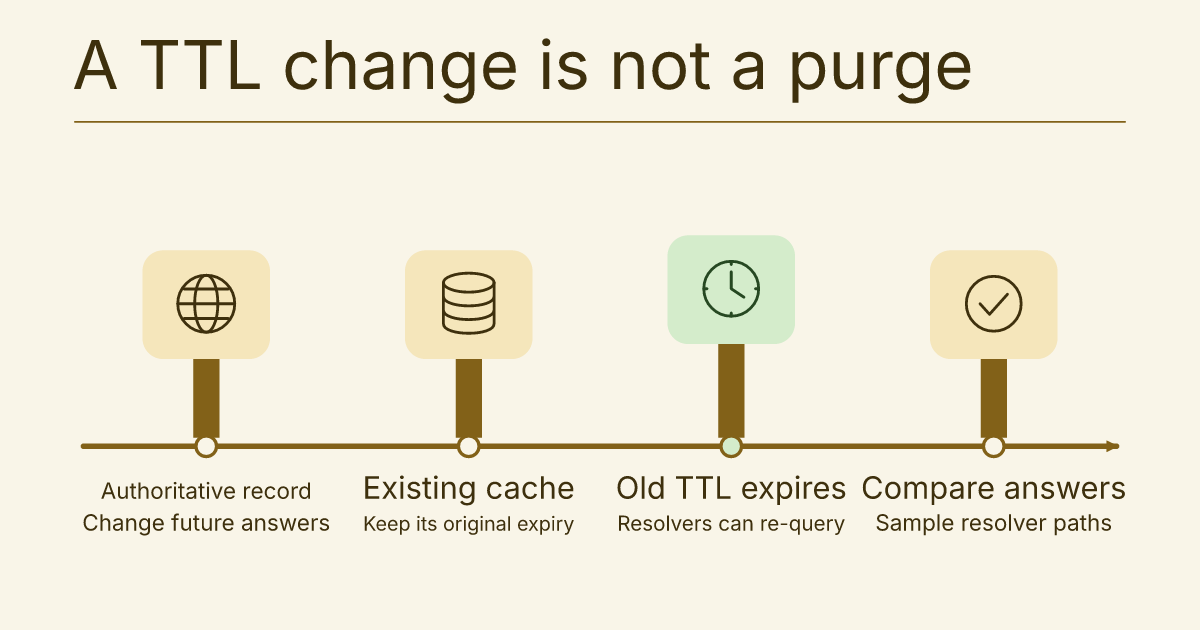 A TTL change is not a purge
Authoritative record
Change future answers
Existing cache
Keep its original expiry
Old TTL expires
Resolvers can re-query
Compare answers
Sample resolver paths